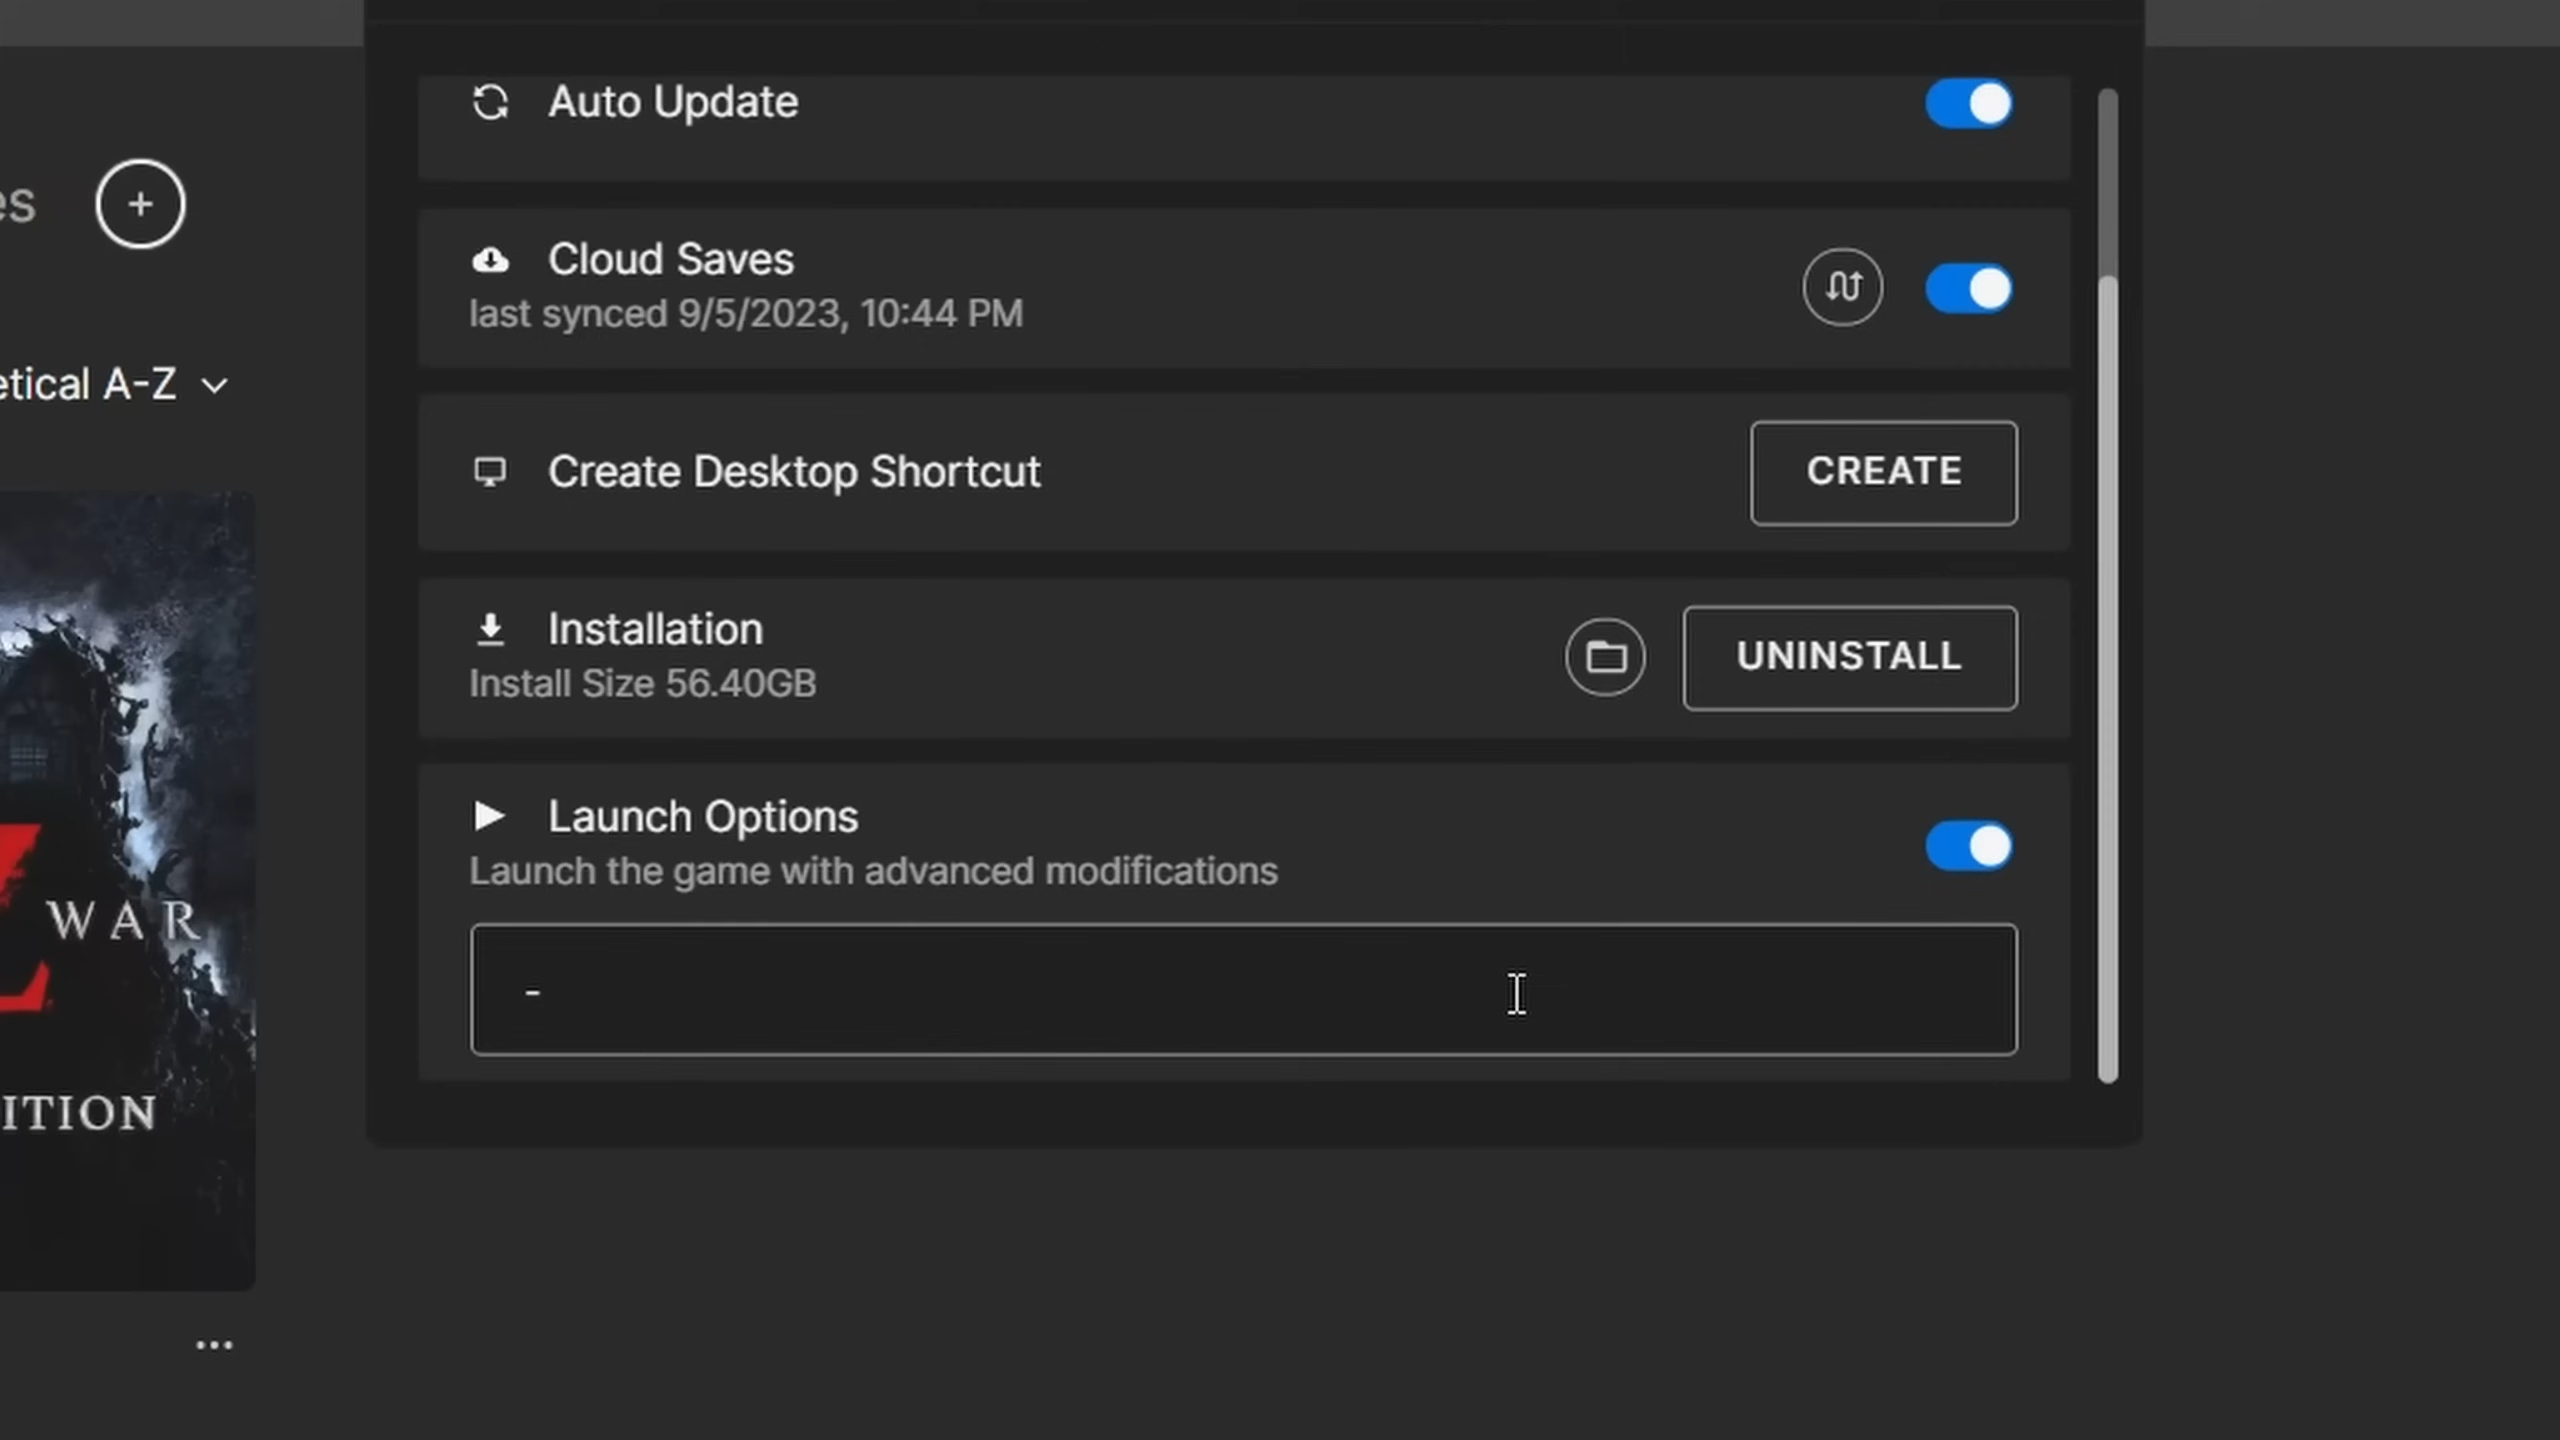 Auto Update
es
+
Cloud Saves
last synced 9/5/2023, 10:44 PM
etical A-Z
Create Desktop Shortcut
CREATE
Installation
Install Size 56.40GB
UNINSTALL
Launch Options
Launch the game with advanced modifications
-
Z
WAR
ITION
...